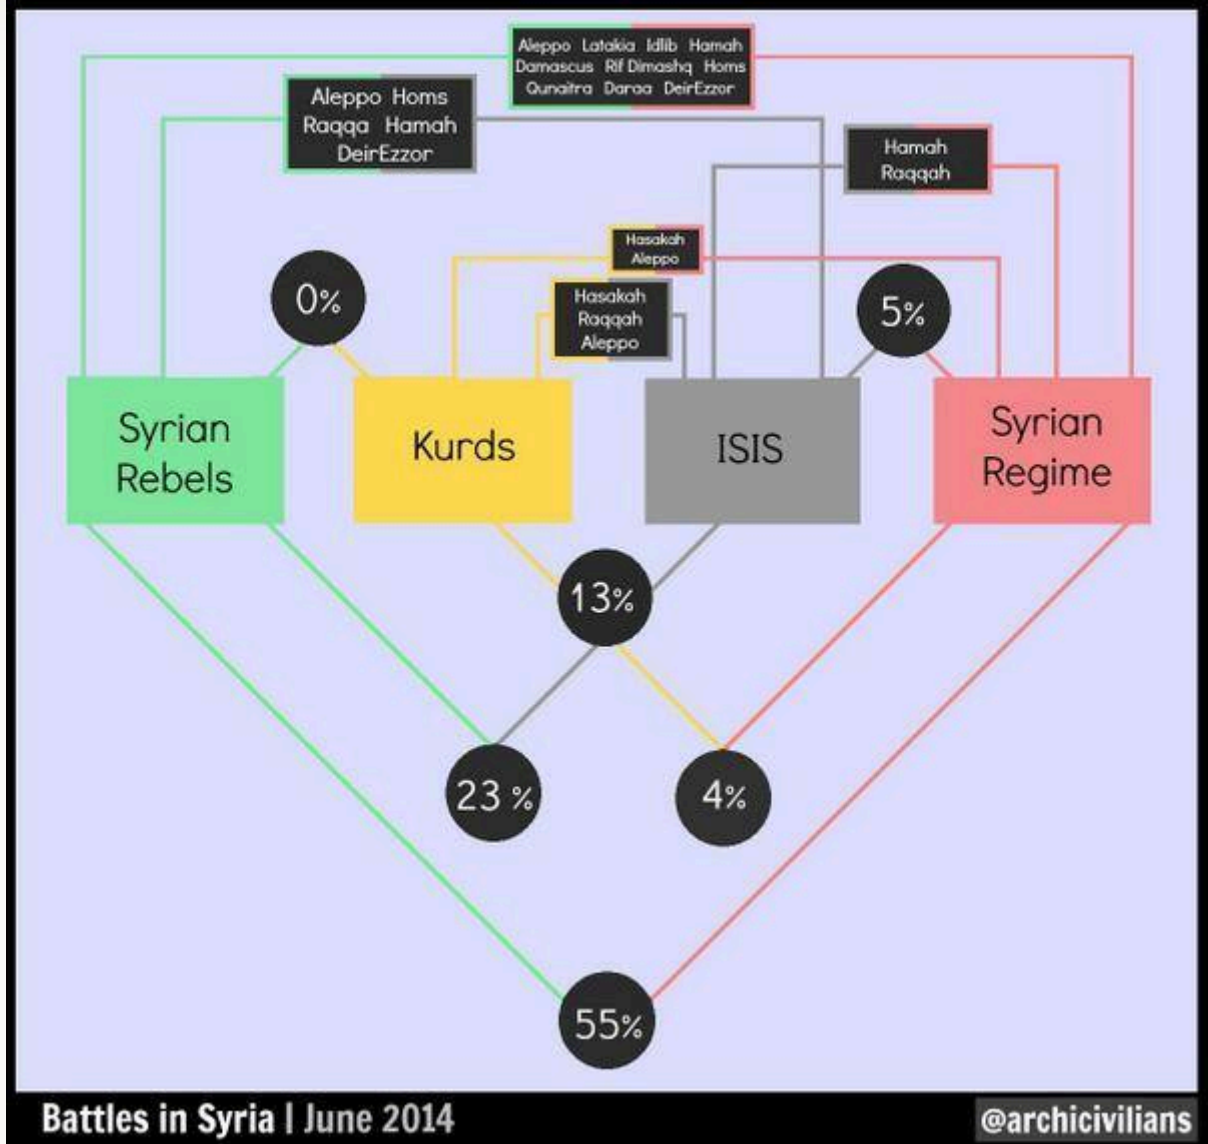 Aleppo Latakia Idlib Hamah
Damascus Rif Dimashq Homs
Qunaitra Daraa DeirEzzor
Aleppo Homs
Raqqa Hamah
DeirEzzor
Hamah
Raqqah
Hasakah
Aleppo
Hasakah
Raqqah
Aleppo
0%
5%
Syrian
Rebels
Kurds
ISIS
Syrian
Regime
13%
23 %
4%
55%
Battles in Syria | June 2014
@archicivilians